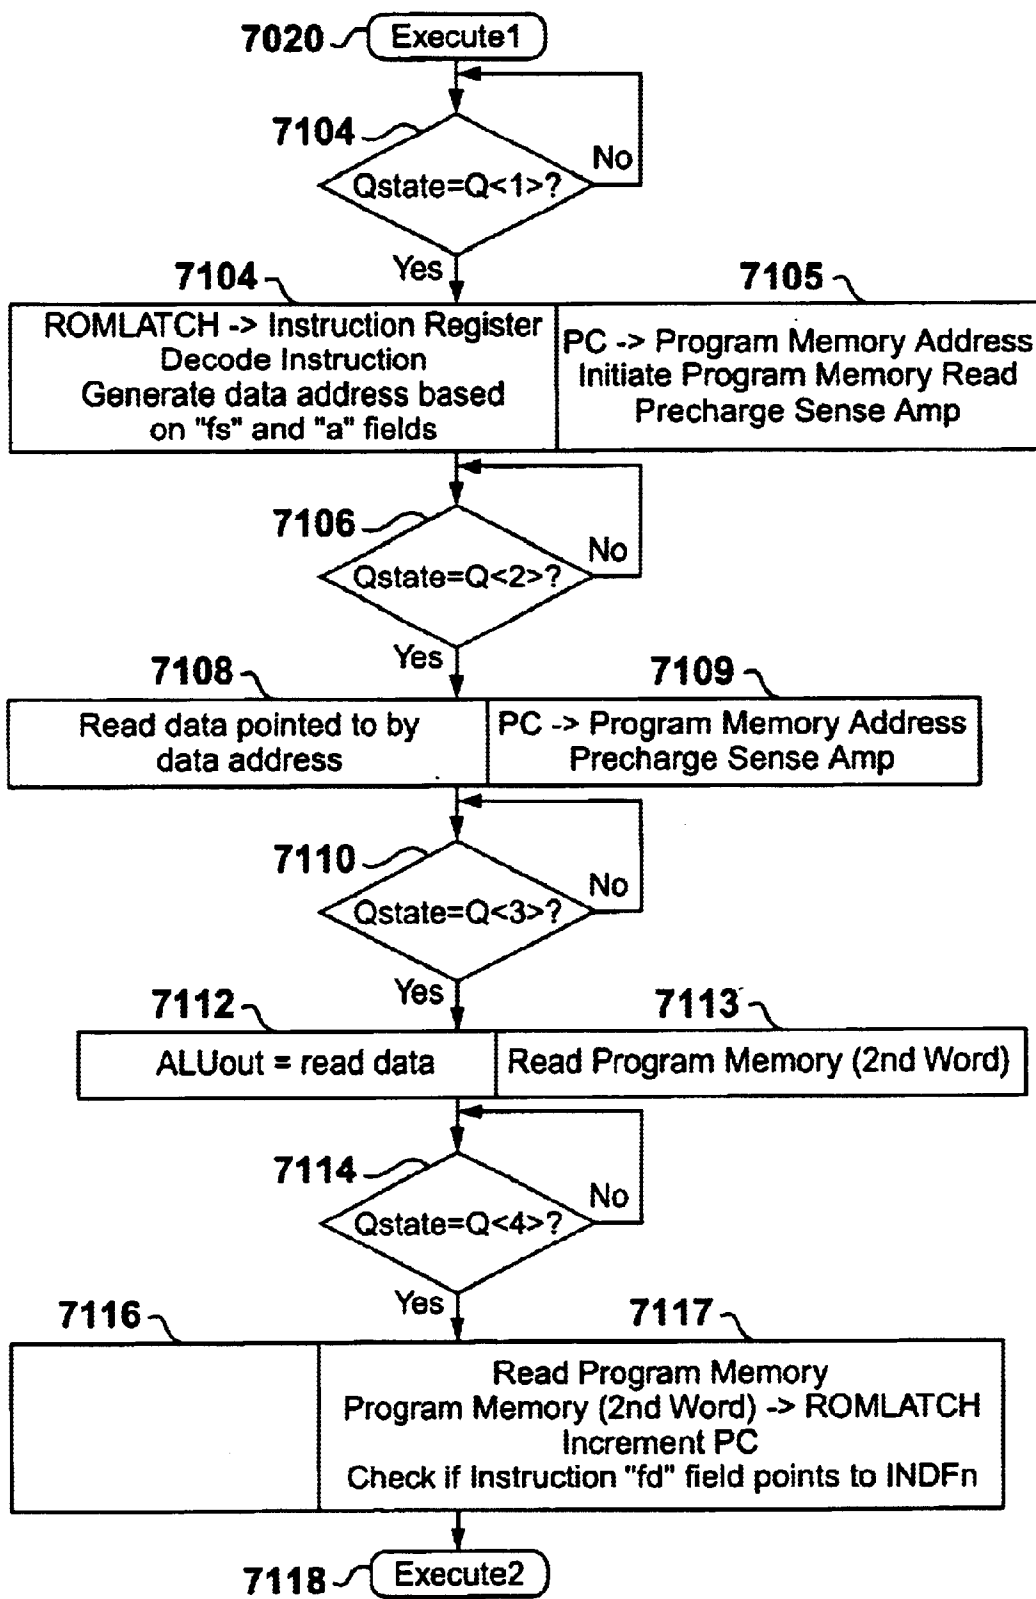 7020 Execute1
7104
Qstate=Q<1>?
No
Yes
7104 7105
ROMLATCH -> Instruction Register
Decode Instruction
Generate data address based
on "fs" and "a" fields
PC -> Program Memory Address
Initiate Program Memory Read
Precharge Sense Amp
7106
Qstate=Q<2>?
No
Yes
7108 7109
Read data pointed to by
data address
PC -> Program Memory Address
Precharge Sense Amp
7110
Qstate=Q<3>?
No
Yes
7112 7113
ALUout = read data
Read Program Memory (2nd Word)
7114
Qstate=Q<4>?
No
Yes
7116 7117
Read Program Memory
Program Memory (2nd Word) -> ROMLATCH
Increment PC
Check if Instruction "fd" field points to INDFn
7118 Execute2